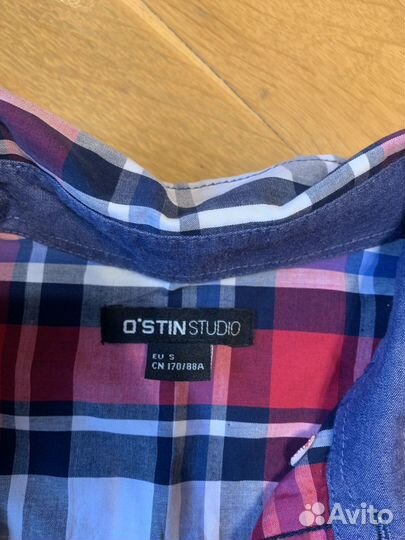 O'STIN STUDIO
EU S
CN 170/88A
Avito